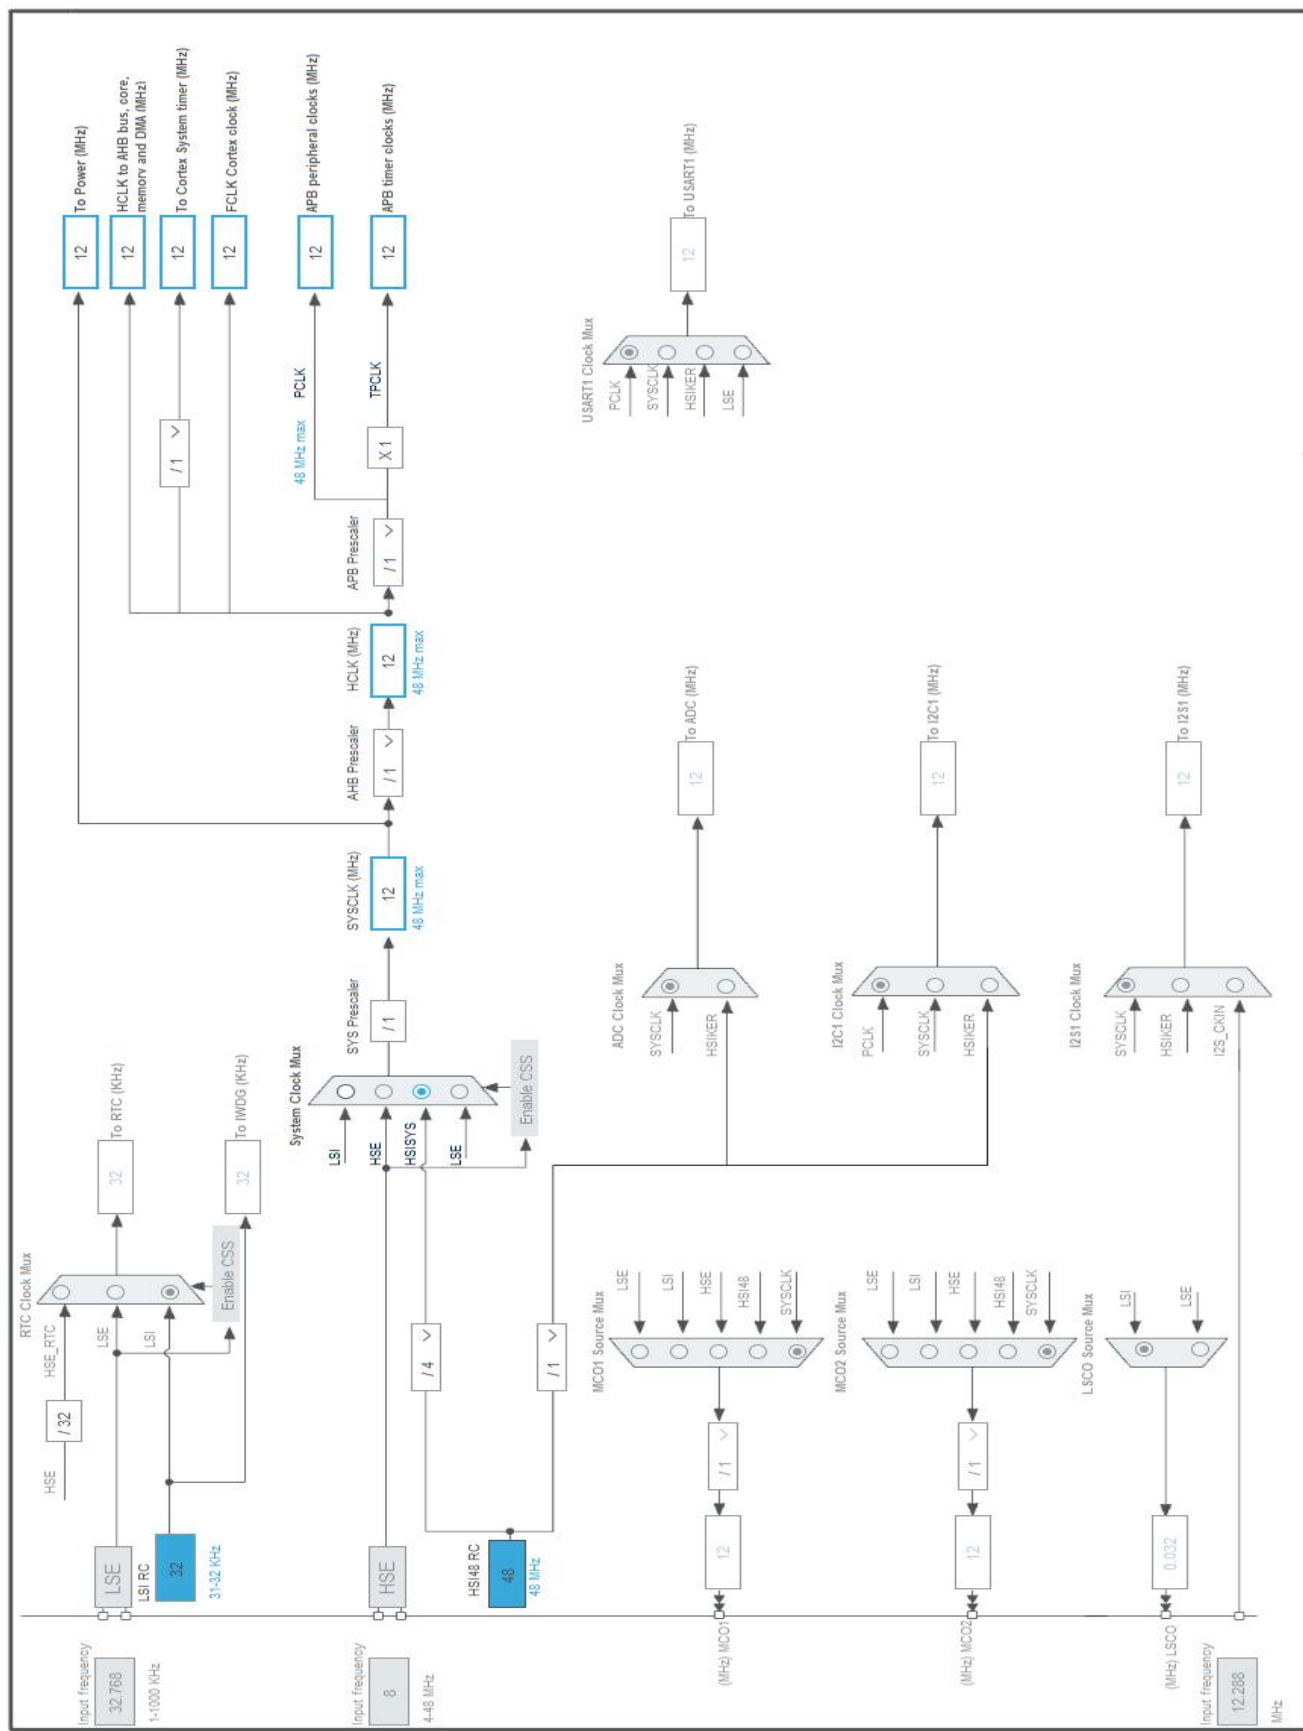 Input frequency
32.768
1-1000 KHz
LSE
LSI RC
32
31-32 KHz
HSE
/ 32
HSE_RTC
LSE
LSI
RTC Clock Mux
Enable CSS
32
To RTC (KHz)
32
To IWDG (KHz)
Input frequency
8
4-48 MHz
HSE
HSI48 RC
48
48 MHz
/ 4
/ 1
System Clock Mux
LSI
HSE
HSISYS
LSE
Enable CSS
SYS Prescaler
/ 1
SYSCLK (MHz)
12
48 MHz max
AHB Prescaler
/ 1
HCLK (MHz)
12
48 MHz max
APB Prescaler
/ 1
/ 1
48 MHz max
PCLK
X 1
TPCLK
12
To Power (MHz)
12
HCLK to AHB bus, core,
memory and DMA (MHz)
12
To Cortex System timer (MHz)
12
FCLK Cortex clock (MHz)
12
APB peripheral clocks (MHz)
12
APB timer clocks (MHz)
USART1 Clock Mux
PCLK
SYSCLK
HSIKER
LSE
12
To USART1 (MHz)
ADC Clock Mux
SYSCLK
HSIKER
12
To ADC (MHz)
I2C1 Clock Mux
PCLK
SYSCLK
HSIKER
12
To I2C1 (MHz)
I2S1 Clock Mux
SYSCLK
HSIKER
I2S_CKIN
12
To I2S1 (MHz)
MCO1 Source Mux
LSE
LSI
HSE
HSI48
SYSCLK
/ 1
12
(MHz) MCO1
MCO2 Source Mux
LSE
LSI
HSE
HSI48
SYSCLK
/ 1
12
(MHz) MCO2
LSCO Source Mux
LSI
LSE
0.032
(MHz) LSCO
Input frequency
12.288
MHz